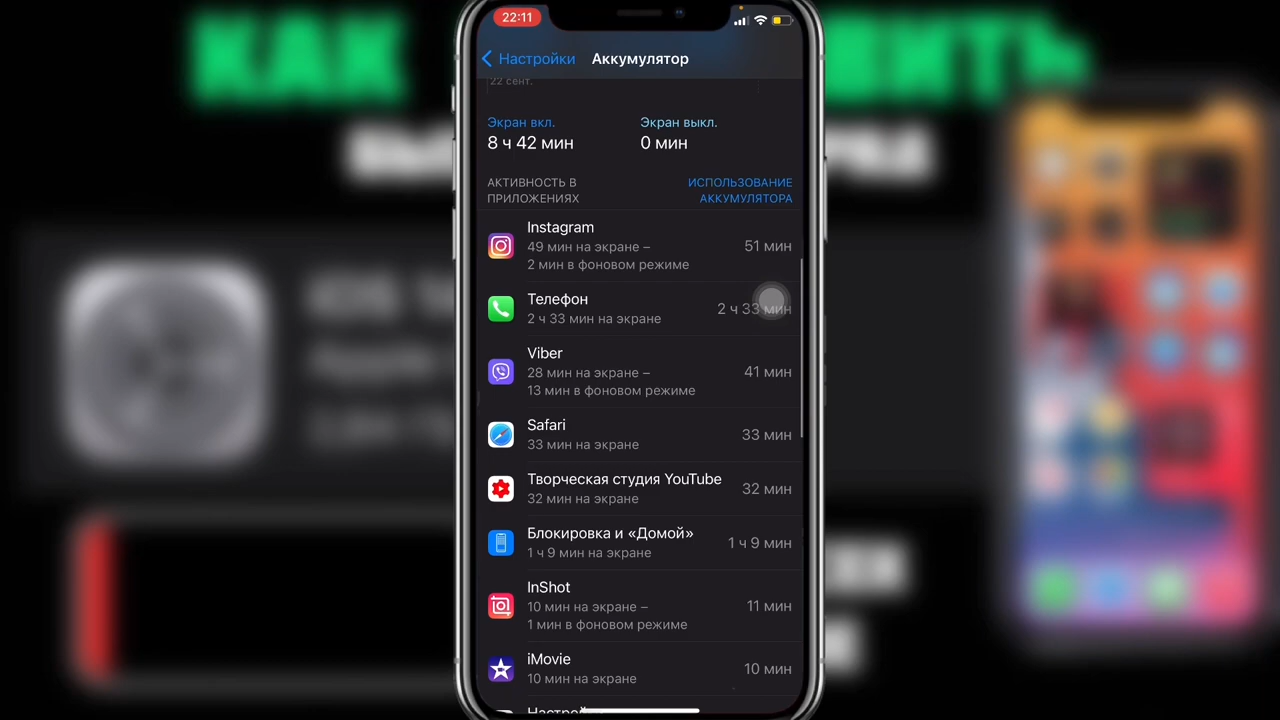 КАК
22:11
Настройки
Аккумулятор
22 сент.
Экран вкл.
Экран выкл.
8 ч 42 мин
0 мин
АКТИВНОСТЬ В
ПРИЛОЖЕНИЯХ
ИСПОЛЬЗОВАНИЕ
АККУМУЛЯТОРА
Instagram
49 мин на экране –
2 мин в фоновом режиме
51 мин
Телефон
2 ч 33 мин на экране
2 ч 33 мин
Viber
28 мин на экране –
13 мин в фоновом режиме
41 мин
Safari
33 мин на экране
33 мин
Творческая студия YouTube
32 мин на экране
32 мин
Блокировка и «Домой»
1 ч 9 мин на экране
1 ч 9 мин
InShot
10 мин на экране –
1 мин в фоновом режиме
11 мин
iMovie
10 мин на экране
10 мин